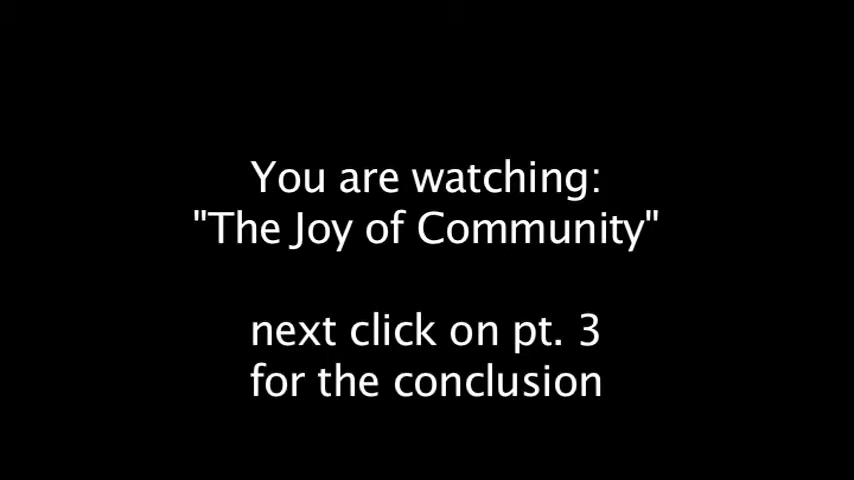 You are watching:
"The Joy of Community"
next click on pt. 3
for the conclusion